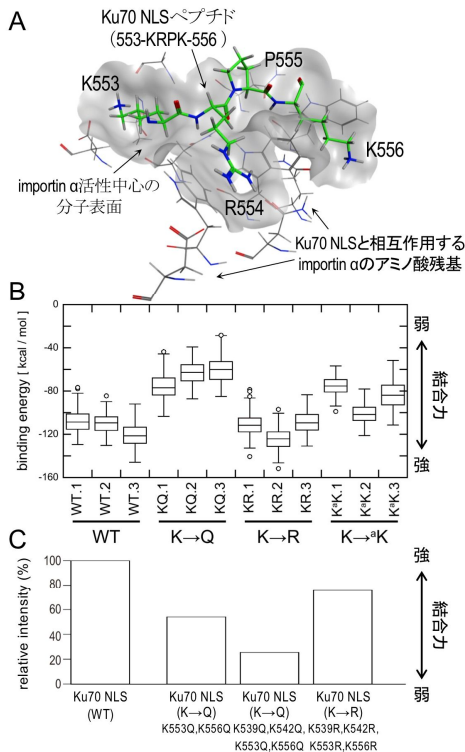 A
Ku70 NLSペプチド
（553-KRPK-556）
P555
K553
K556
importin α活性中心の
分子表面
R554
Ku70 NLSと相互作用する
importin αのアミノ酸残基
B
binding energy [ kcal / mol ]
0
-40
-80
-120
-160
弱
結合力
強
WT.1 WT.2 WT.3 KQ.1 KQ.2 KQ.3 KR.1 KR.2 KR.3 KᵃK.1 KᵃK.2 KᵃK.3
WT K→Q K→R K→ᵃK
C
relative intensity (%)
100
80
60
40
20
0
強
結合力
弱
Ku70 NLS
(WT)
Ku70 NLS
(K→Q)
K553Q,K556Q
Ku70 NLS
(K→Q)
K539Q,K542Q,
K553Q,K556Q
Ku70 NLS
(K→R)
K539R,K542R,
K553R,K556R